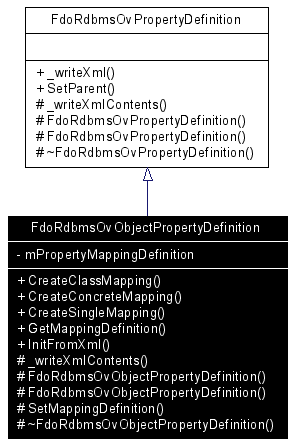 FdoRdbmsOvPropertyDefinition
+ _writeXml()
+ SetParent()
# _writeXmlContents()
# FdoRdbmsOvPropertyDefinition()
# FdoRdbmsOvPropertyDefinition()
# ~FdoRdbmsOvPropertyDefinition()
FdoRdbmsOvObjectPropertyDefinition
- mPropertyMappingDefinition
+ CreateClassMapping()
+ CreateConcreteMapping()
+ CreateSingleMapping()
+ GetMappingDefinition()
+ InitFromXml()
# _writeXmlContents()
# FdoRdbmsOvObjectPropertyDefinition()
# FdoRdbmsOvObjectPropertyDefinition()
# SetMappingDefinition()
# ~FdoRdbmsOvObjectPropertyDefinition()